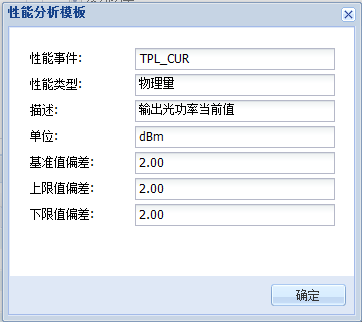 性能分析模板
性能事件: TPL_CUR
性能类型: 物理量
描述: 输出光功率当前值
单位: dBm
基准值偏差: 2.00
上限值偏差: 2.00
下限值偏差: 2.00
确定